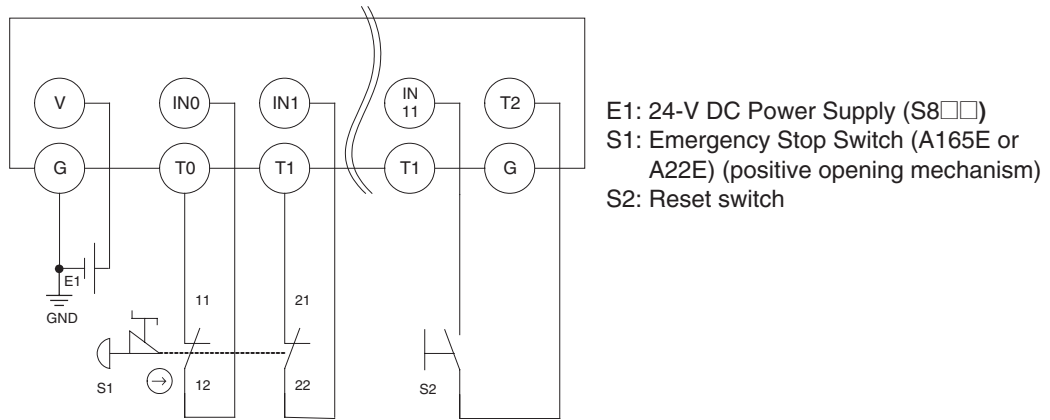 V IN0 IN1 IN 11 T2
G T0 T1 T1 G
E1
GND
11 21
S1 12 22 S2
E1: 24-V DC Power Supply (S8□□)
S1: Emergency Stop Switch (A165E or
A22E) (positive opening mechanism)
S2: Reset switch